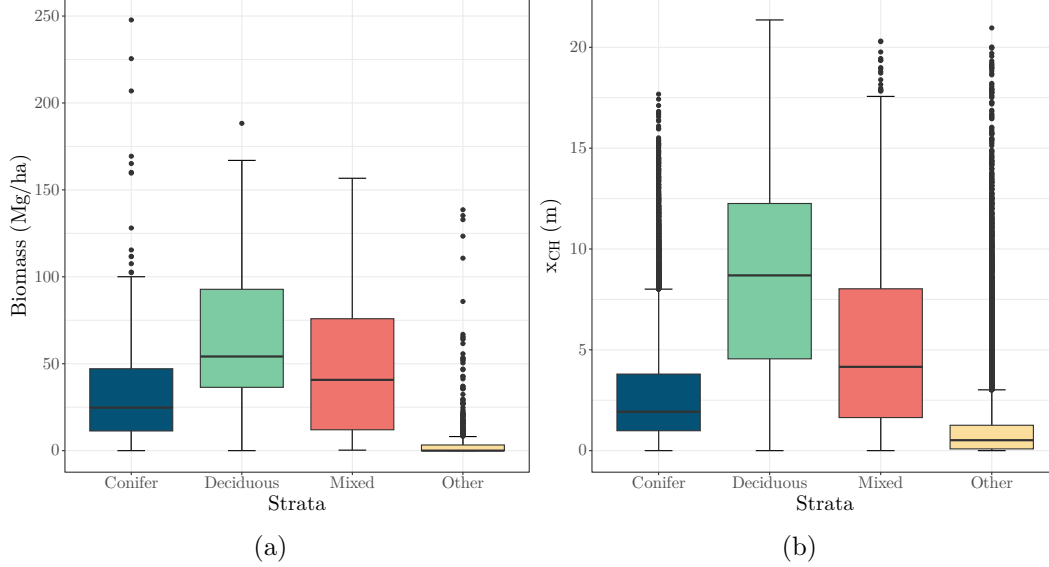 Biomass (Mg/ha)
250
200
150
100
50
0
Conifer Deciduous Mixed Other
Strata
(a)
x_CH (m)
20
15
10
5
0
Conifer Deciduous Mixed Other
Strata
(b)